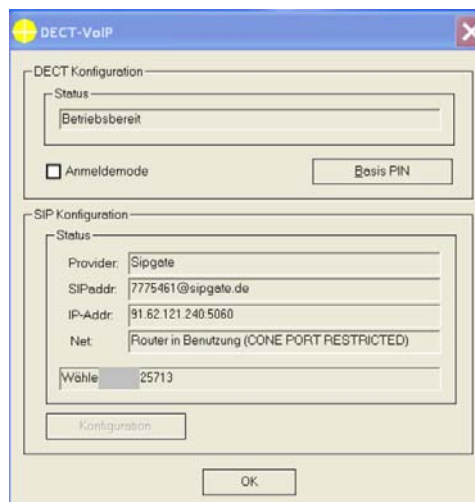 DECT-VoIP
DECT Konfiguration
Status
Betriebsbereit
Anmeldemode
Basis PIN
SIP Konfiguration
Status
Provider: Sipgate
SIPaddr: 7775461@sipgate.de
IP-Addr: 91.62.121.240:5060
Net: Router in Benutzung (CONE PORT RESTRICTED)
Wähle 25713
Konfiguration
OK